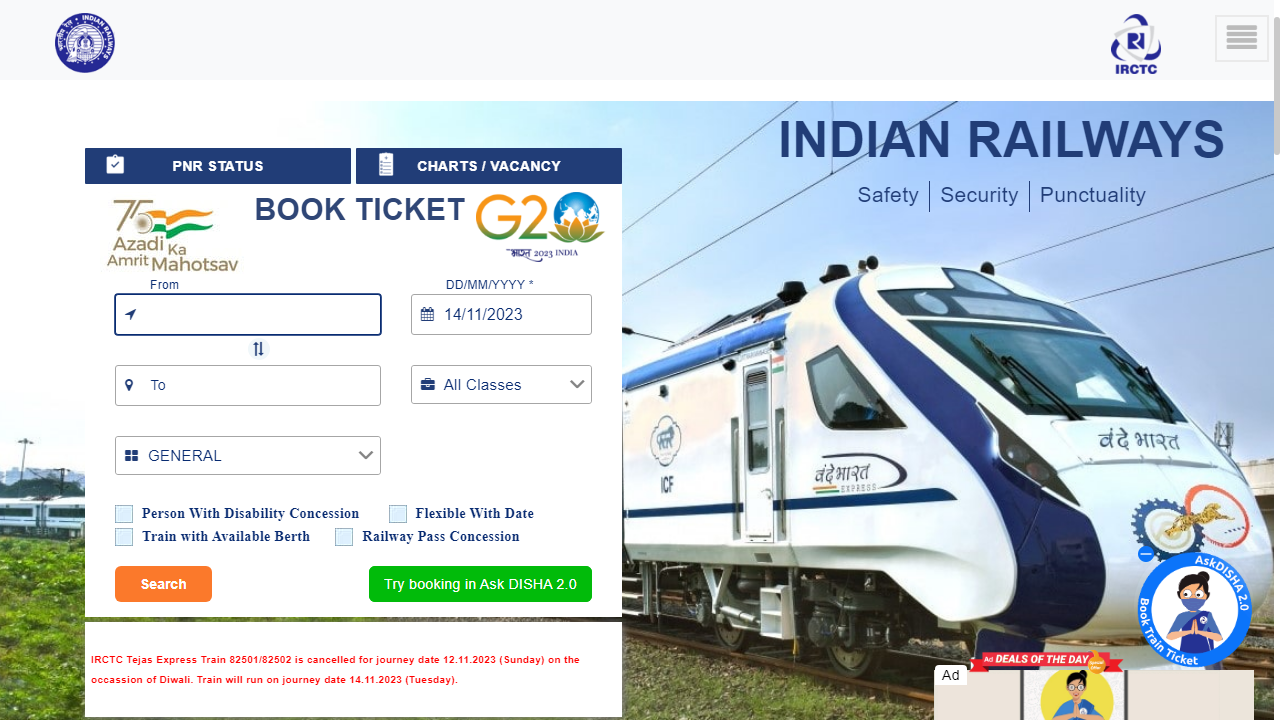 INDIAN RAILWAYS
IRCTC
INDIAN RAILWAYS
Safety | Security | Punctuality
PNR STATUS
CHARTS / VACANCY
75
Azadi Ka
Amrit Mahotsav
BOOK TICKET
G20
भारत 2023 INDIA
From
DD/MM/YYYY *
14/11/2023
To
All Classes
GENERAL
Person With Disability Concession
Flexible With Date
Train with Available Berth
Railway Pass Concession
Search
Try booking in Ask DISHA 2.0
IRCTC Tejas Express Train 82501/82502 is cancelled for journey date 12.11.2023 (Sunday) on the
occassion of Diwali. Train will run on journey date 14.11.2023 (Tuesday).
ICF
वंदे भारत
EXPRESS
वंदे भारत
AskDISHA 2.0
Book Train Ticket
Ad DEALS OF THE DAY
Ad